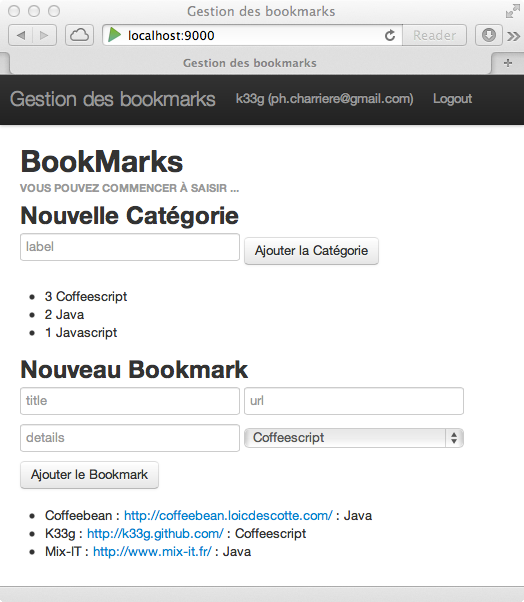 Gestion des bookmarks
localhost:9000
Reader
Gestion des bookmarks
Gestion des bookmarks k33g (ph.charriere@gmail.com) Logout
BookMarks
VOUS POUVEZ COMMENCER À SAISIR ...
Nouvelle Catégorie
label Ajouter la Catégorie
3 Coffeescript
2 Java
1 Javascript
Nouveau Bookmark
title url
details Coffeescript
Ajouter le Bookmark
Coffeebean : http://coffeebean.loicdescotte.com/ : Java
K33g : http://k33g.github.com/ : Coffeescript
Mix-IT : http://www.mix-it.fr/ : Java